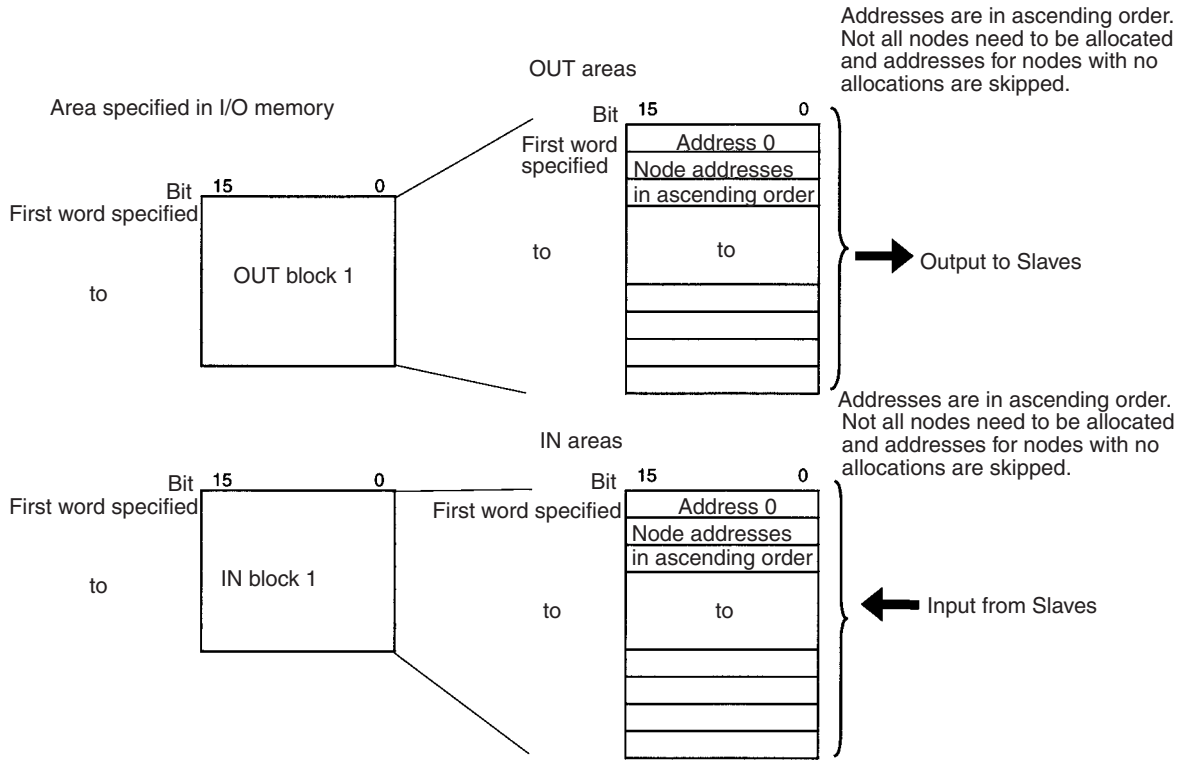 Addresses are in ascending order.
Not all nodes need to be allocated
and addresses for nodes with no
allocations are skipped.
OUT areas
Area specified in I/O memory
Bit 15 0
First word specified
to
OUT block 1
Bit 15 0
First word
specified
Address 0
Node addresses
in ascending order
to
to
Output to Slaves
Addresses are in ascending order.
Not all nodes need to be allocated
and addresses for nodes with no
allocations are skipped.
IN areas
Bit 15 0
First word specified
to
IN block 1
Bit 15 0
First word specified
Address 0
Node addresses
in ascending order
to
to
Input from Slaves